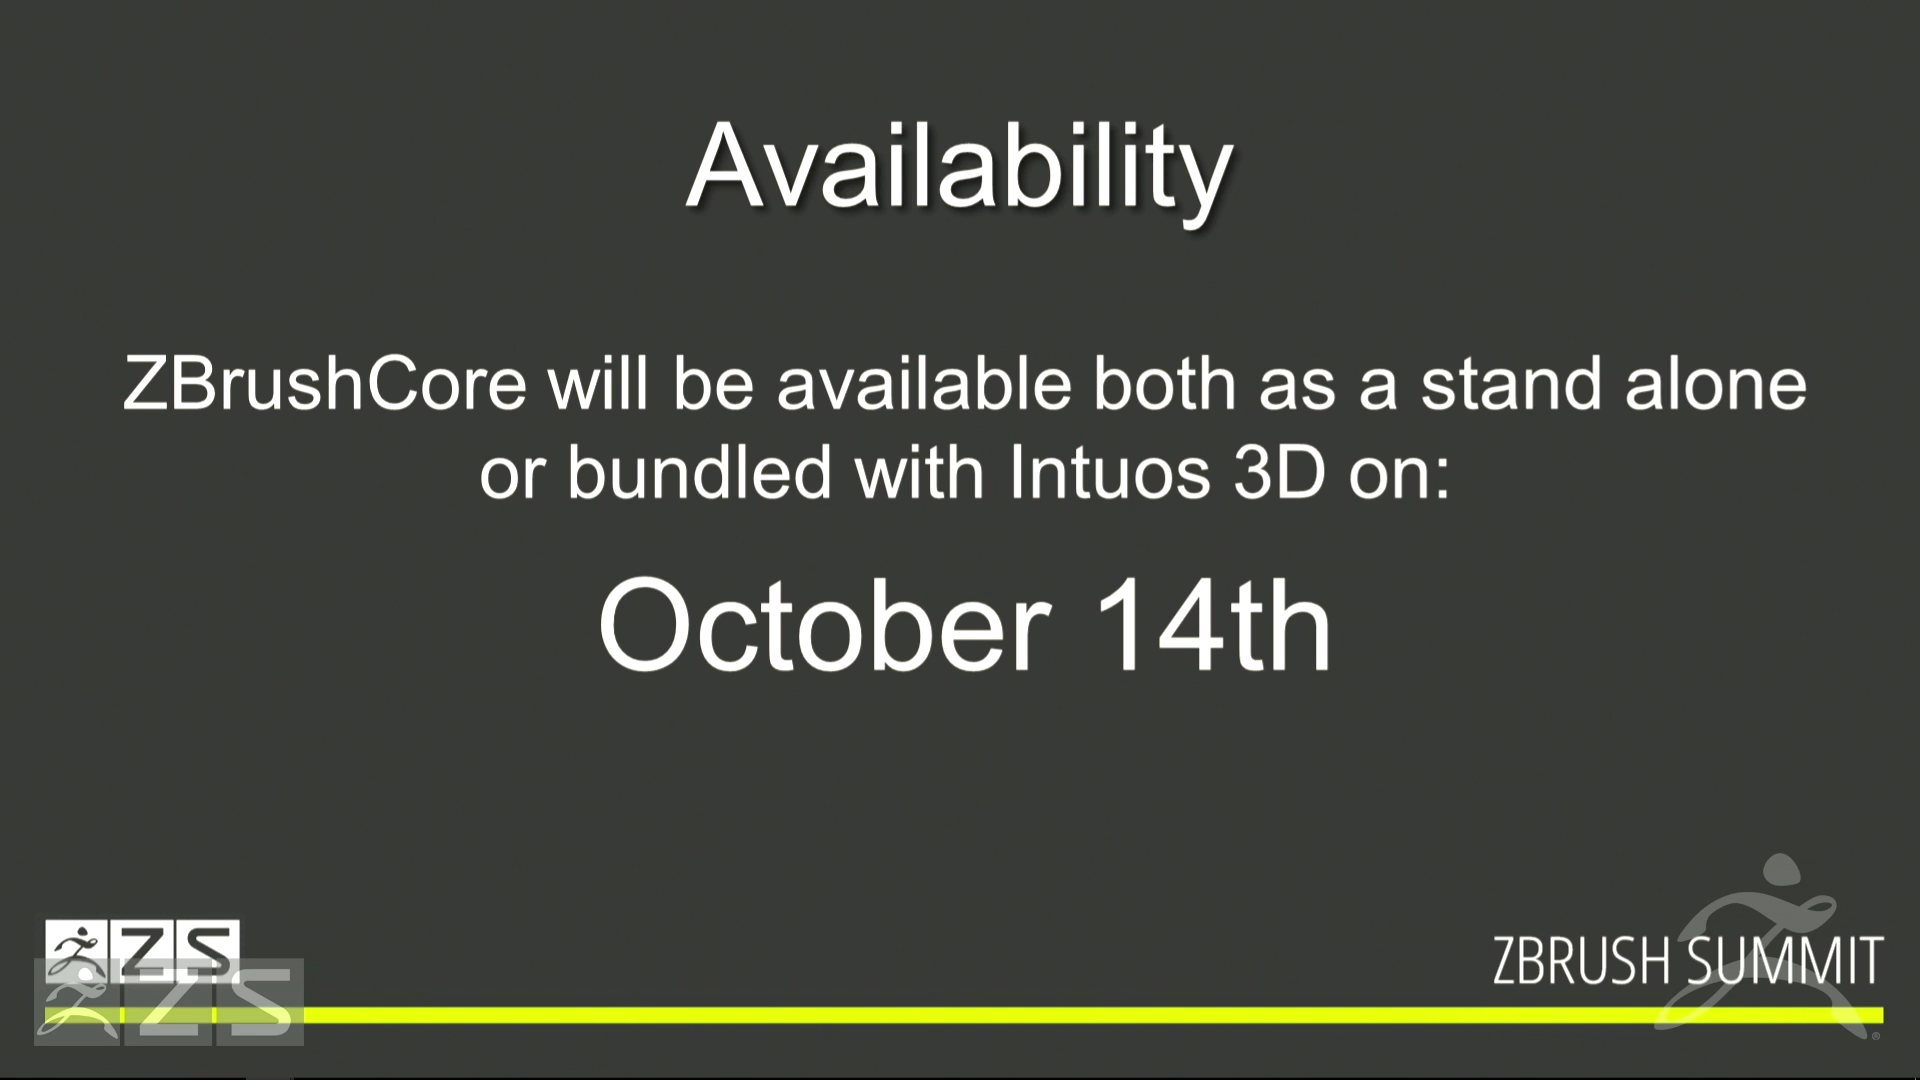 Availability
ZBrushCore will be available both as a stand alone
or bundled with Intuos 3D on:
October 14th
ZS
ZS
ZBRUSH SUMMIT
®